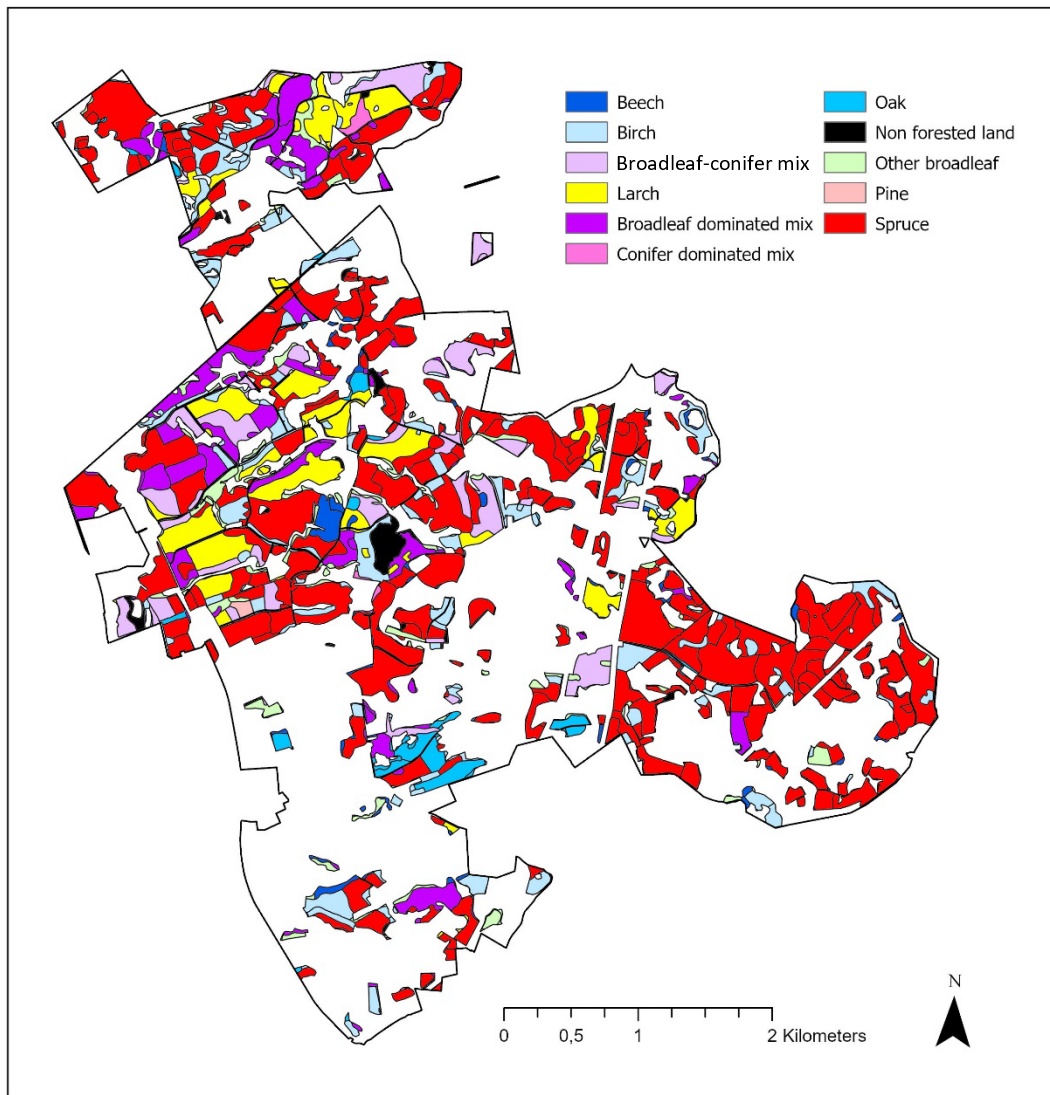 Beech
Birch
Broadleaf-conifer mix
Larch
Broadleaf dominated mix
Conifer dominated mix
Oak
Non forested land
Other broadleaf
Pine
Spruce
N
0 0,5 1 2 Kilometers